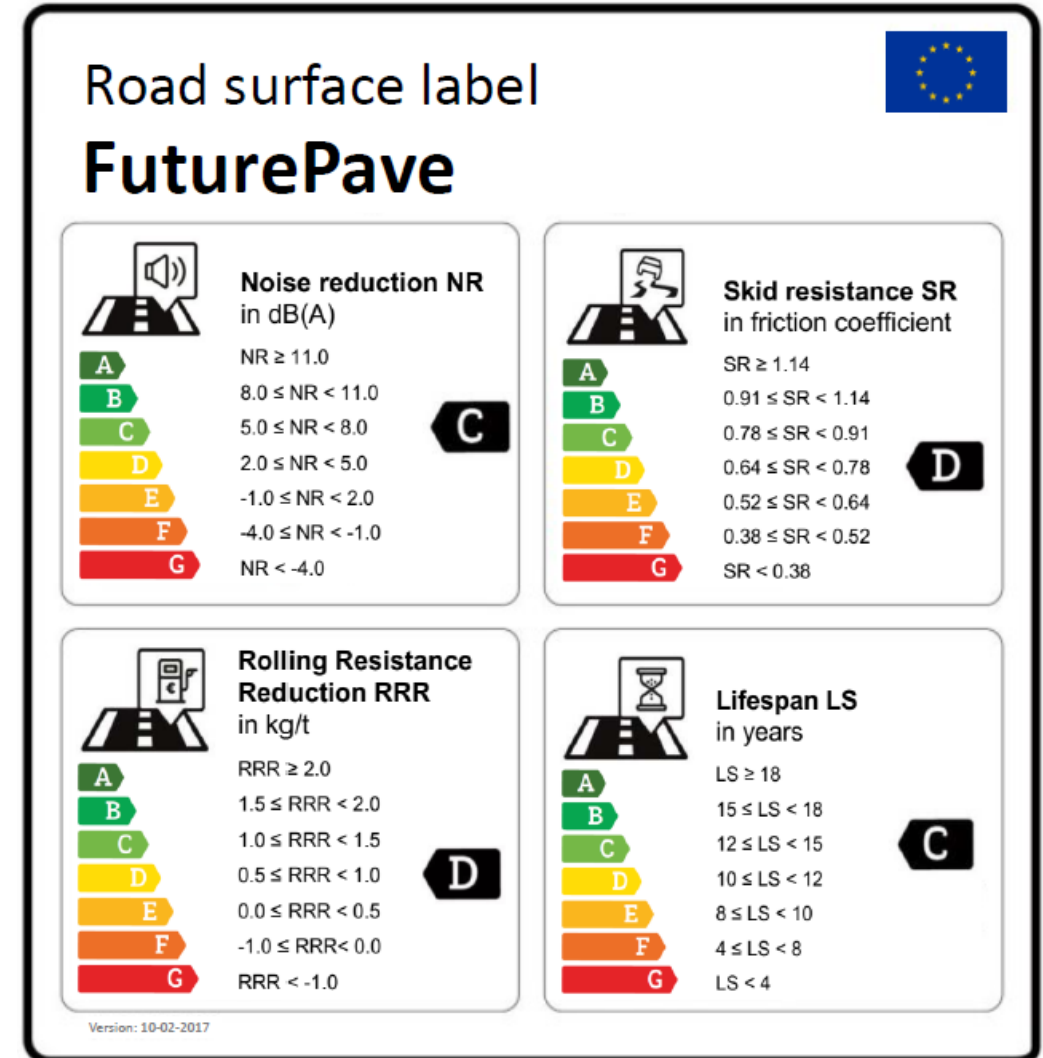 Road surface label
FuturePave
Noise reduction NR
in dB(A)
A NR ≥ 11.0
B 8.0 ≤ NR < 11.0
C 5.0 ≤ NR < 8.0
D 2.0 ≤ NR < 5.0
E -1.0 ≤ NR < 2.0
F -4.0 ≤ NR < -1.0
G NR < -4.0
C
Skid resistance SR
in friction coefficient
A SR ≥ 1.14
B 0.91 ≤ SR < 1.14
C 0.78 ≤ SR < 0.91
D 0.64 ≤ SR < 0.78
E 0.52 ≤ SR < 0.64
F 0.38 ≤ SR < 0.52
G SR < 0.38
D
€
Rolling Resistance
Reduction RRR
in kg/t
A RRR ≥ 2.0
B 1.5 ≤ RRR < 2.0
C 1.0 ≤ RRR < 1.5
D 0.5 ≤ RRR < 1.0
E 0.0 ≤ RRR < 0.5
F -1.0 ≤ RRR< 0.0
G RRR < -1.0
D
Lifespan LS
in years
A LS ≥ 18
B 15 ≤ LS < 18
C 12 ≤ LS < 15
D 10 ≤ LS < 12
E 8 ≤ LS < 10
F 4 ≤ LS < 8
G LS < 4
C
Version: 10-02-2017